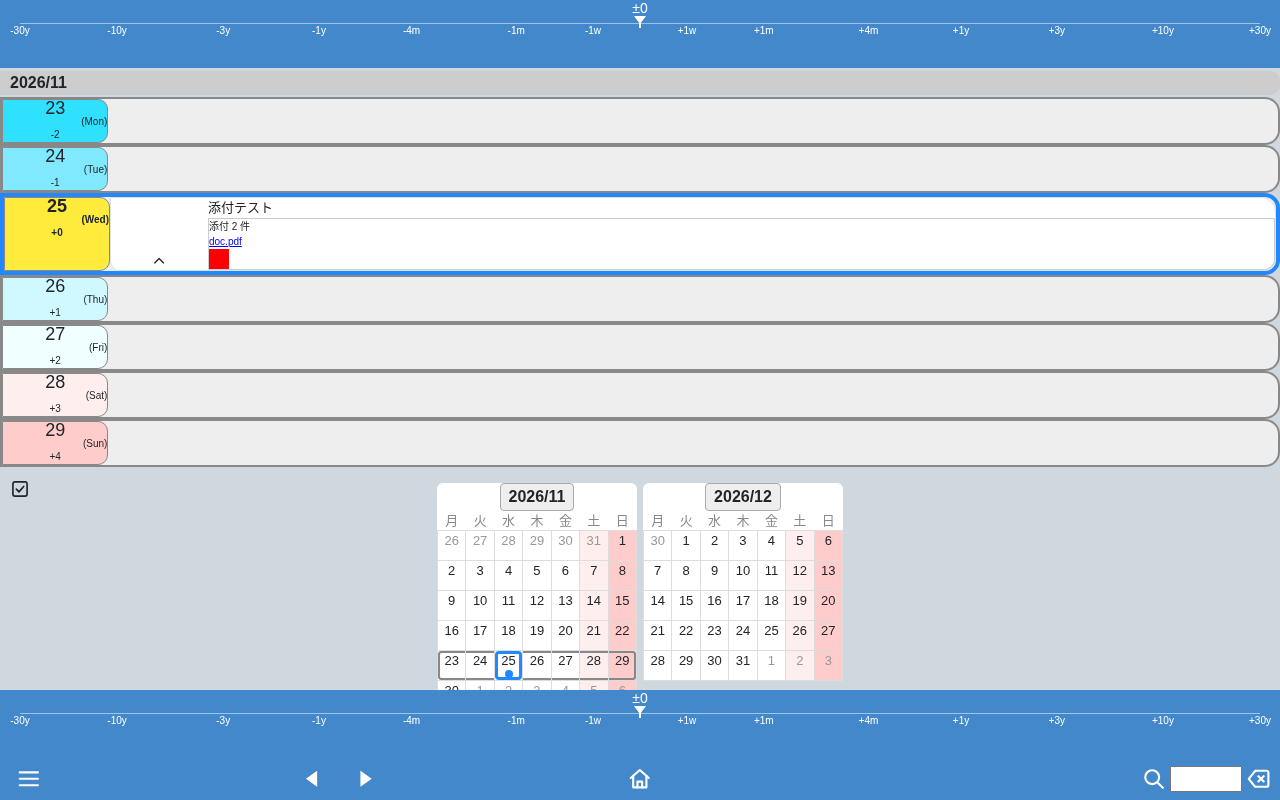 ±0
-30y -10y -3y -1y -4m -1m -1w +1w +1m +4m +1y +3y +10y +30y
2026/11
23 (Mon) -2
24 (Tue) -1
25 (Wed) +0
添付テスト
添付 2 件
doc.pdf
26 (Thu) +1
27 (Fri) +2
28 (Sat) +3
29 (Sun) +4
2026/11
月 火 水 木 金 土 日
26 27 28 29 30 31 1
2 3 4 5 6 7 8
9 10 11 12 13 14 15
16 17 18 19 20 21 22
23 24 25 26 27 28 29
30 1 2 3 4 5 6
2026/12
月 火 水 木 金 土 日
30 1 2 3 4 5 6
7 8 9 10 11 12 13
14 15 16 17 18 19 20
21 22 23 24 25 26 27
28 29 30 31 1 2 3
±0
-30y -10y -3y -1y -4m -1m -1w +1w +1m +4m +1y +3y +10y +30y